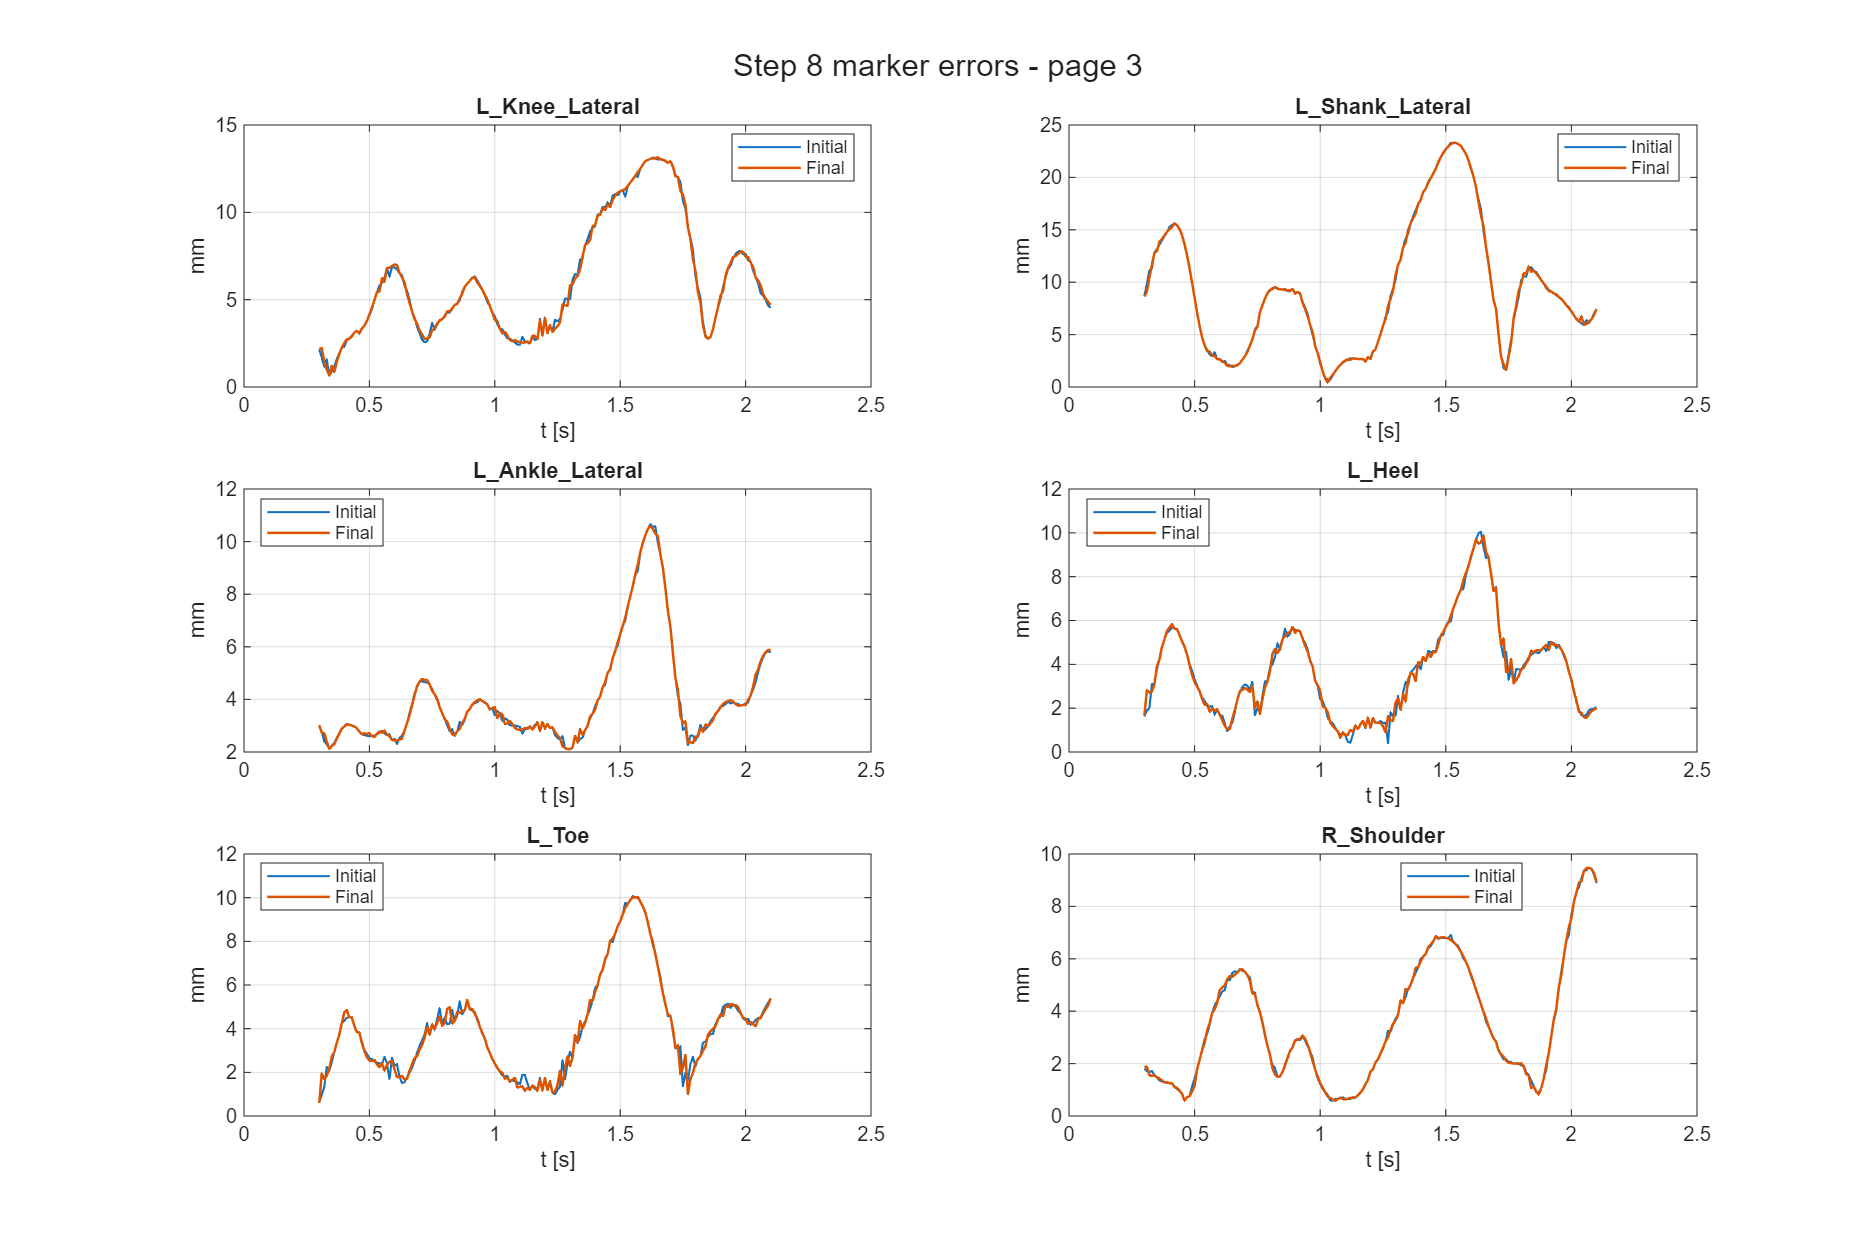 Step 8 marker errors - page 3
L_Knee_Lateral
15
10
5
0
mm
0 0.5 1 1.5 2 2.5
t [s]
Initial
Final
L_Shank_Lateral
25
20
15
10
5
0
mm
0 0.5 1 1.5 2 2.5
t [s]
Initial
Final
L_Ankle_Lateral
12
10
8
6
4
2
mm
0 0.5 1 1.5 2 2.5
t [s]
Initial
Final
L_Heel
12
10
8
6
4
2
0
mm
0 0.5 1 1.5 2 2.5
t [s]
Initial
Final
L_Toe
12
10
8
6
4
2
0
mm
0 0.5 1 1.5 2 2.5
t [s]
Initial
Final
R_Shoulder
10
8
6
4
2
0
mm
0 0.5 1 1.5 2 2.5
t [s]
Initial
Final